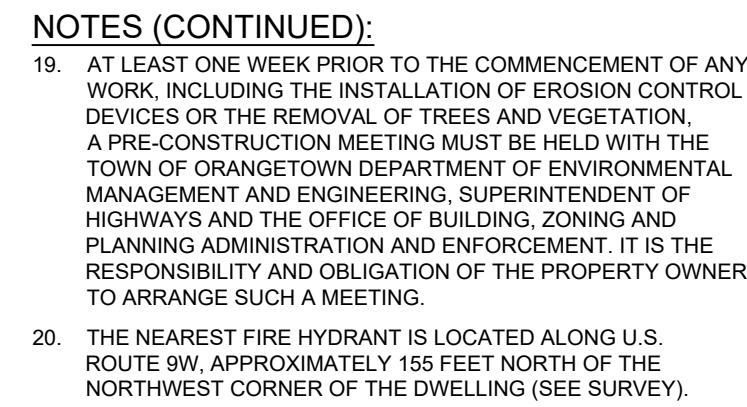 NOTES (CONTINUED):
19. AT LEAST ONE WEEK PRIOR TO THE COMMENCEMENT OF ANY
WORK, INCLUDING THE INSTALLATION OF EROSION CONTROL
DEVICES OR THE REMOVAL OF TREES AND VEGETATION,
A PRE-CONSTRUCTION MEETING MUST BE HELD WITH THE
TOWN OF ORANGETOWN DEPARTMENT OF ENVIRONMENTAL
MANAGEMENT AND ENGINEERING, SUPERINTENDENT OF
HIGHWAYS AND THE OFFICE OF BUILDING, ZONING AND
PLANNING ADMINISTRATION AND ENFORCEMENT. IT IS THE
RESPONSIBILITY AND OBLIGATION OF THE PROPERTY OWNER
TO ARRANGE SUCH A MEETING.
20. THE NEAREST FIRE HYDRANT IS LOCATED ALONG U.S.
ROUTE 9W, APPROXIMATELY 155 FEET NORTH OF THE
NORTHWEST CORNER OF THE DWELLING (SEE SURVEY).